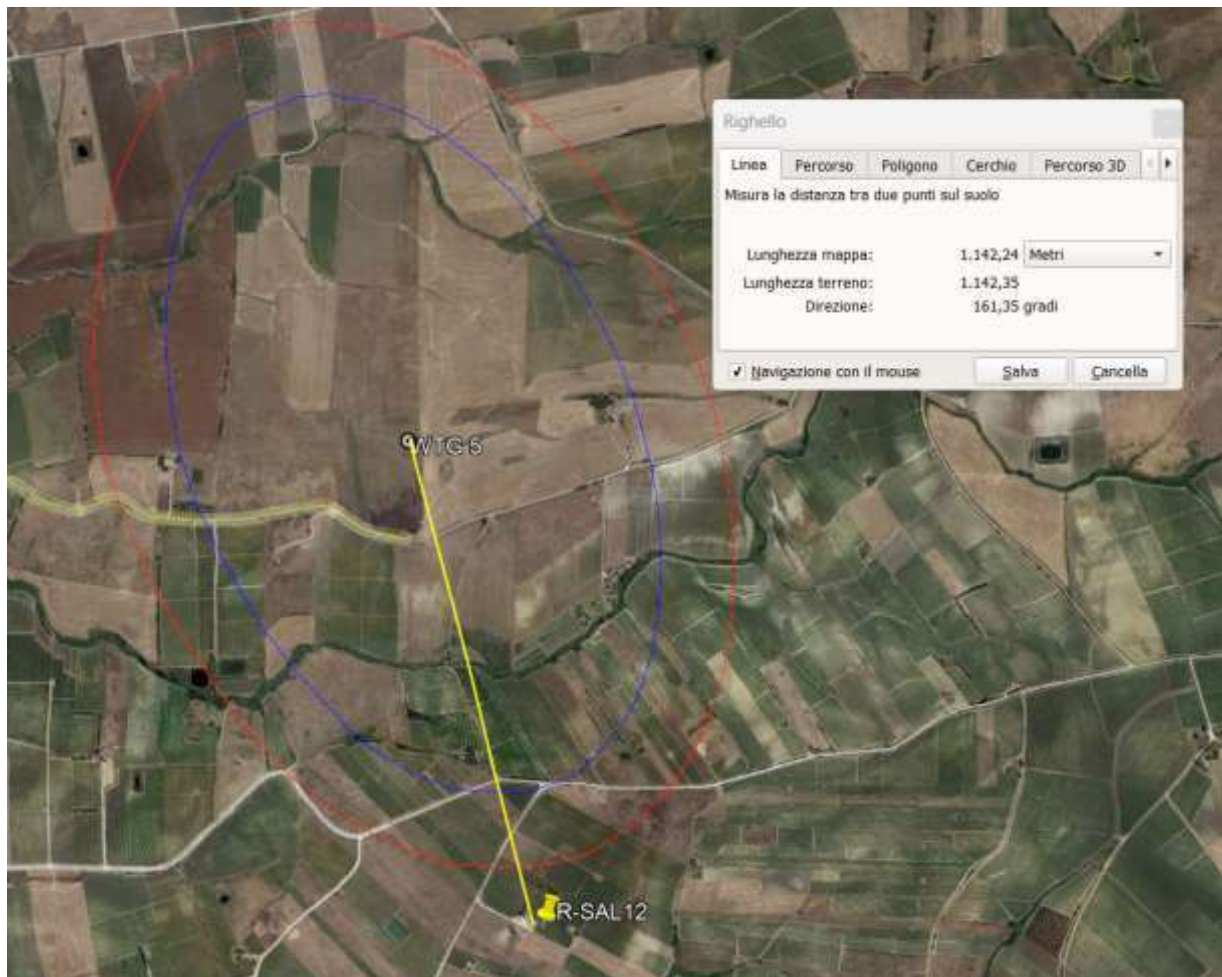 Righello
Linea Percorso Poligono Cerchio Percorso 3D
Misura la distanza tra due punti sul suolo
Lunghezza mappa: 1.142,24 Metri
Lunghezza terreno: 1.142,35
Direzione: 161,35 gradi
Navigazione con il mouse Salva Cancella
WTG-5
R-SAL12